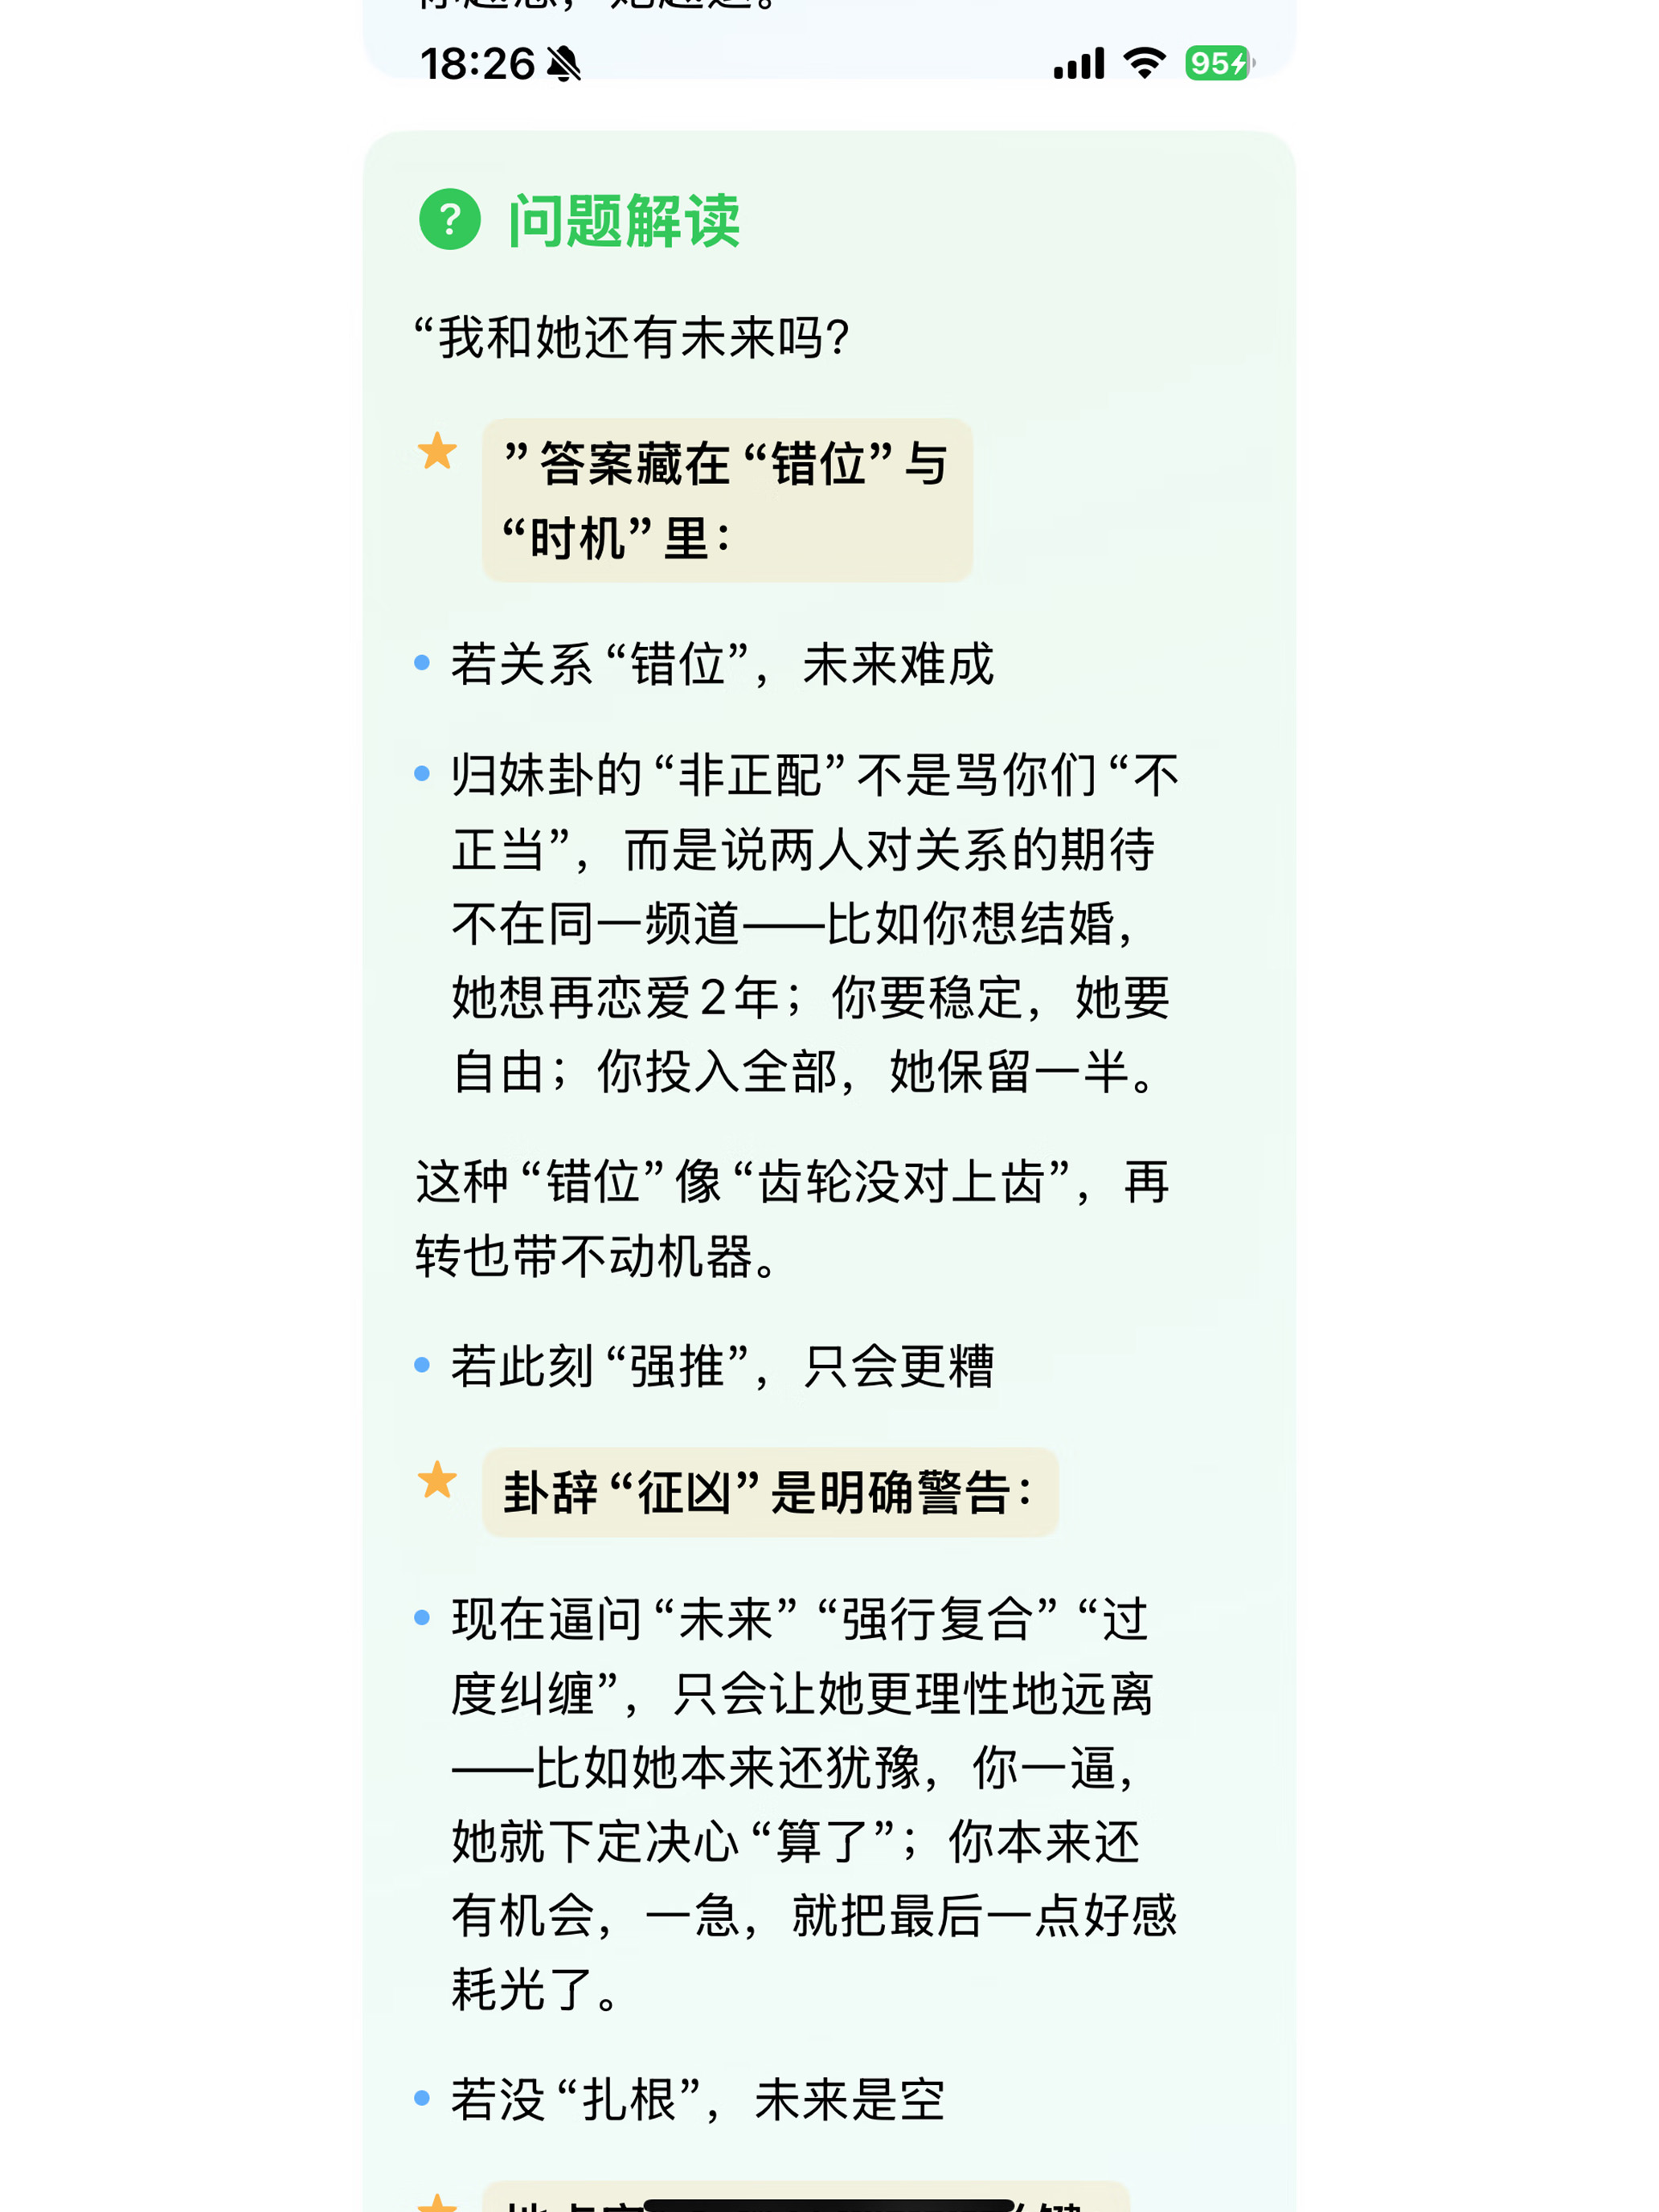 18:26
95
问题解读
“我和她还有未来吗?
”答案藏在“错位”与
“时机”里:
若关系“错位”, 未来难成
归妹卦的“非正配”不是骂你们“不
正当”, 而是说两人对关系的期待
不在同一频道——比如你想结婚,
她想再恋爱2年; 你要稳定, 她要
自由; 你投入全部, 她保留一半。
这种“错位”像“齿轮没对上齿”, 再
转也带不动机器。
若此刻“强推”, 只会更糟
卦辞“征凶”是明确警告:
现在逼问“未来”“强行复合”“过
度纠缠”, 只会让她更理性地远离
——比如她本来还犹豫, 你一逼,
她就下定决心“算了”; 你本来还
有机会, 一急, 就把最后一点好感
耗光了。
若没“扎根”, 未来是空